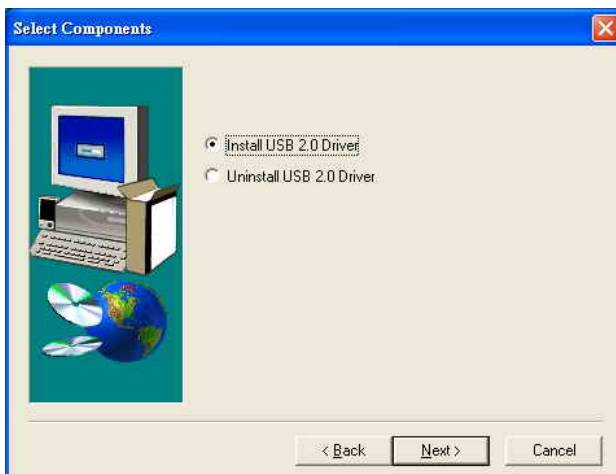 Select Components
Install USB 2.0 Driver
Uninstall USB 2.0 Driver
< Back
Next >
Cancel